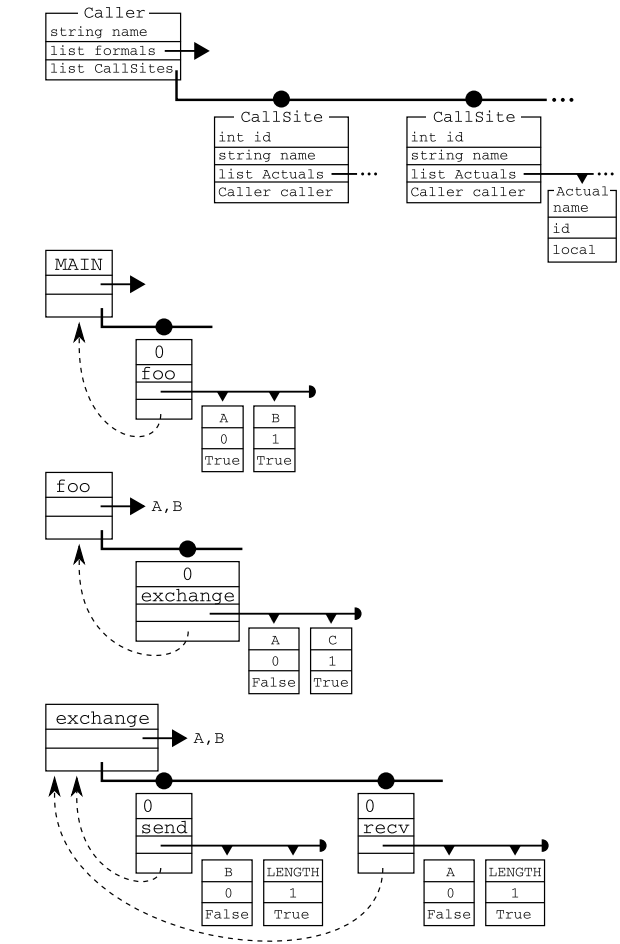 Caller
string name
list formals
list CallSites
...
CallSite
int id
string name
list Actuals ...
Caller caller
CallSite
int id
string name
list Actuals ...
Caller caller
Actual
name
id
local
MAIN
0
foo
A
0
True
B
1
True
foo
A,B
0
exchange
A
0
False
C
1
True
exchange
A,B
0
send
B
0
False
LENGTH
1
True
0
recv
A
0
False
LENGTH
1
True